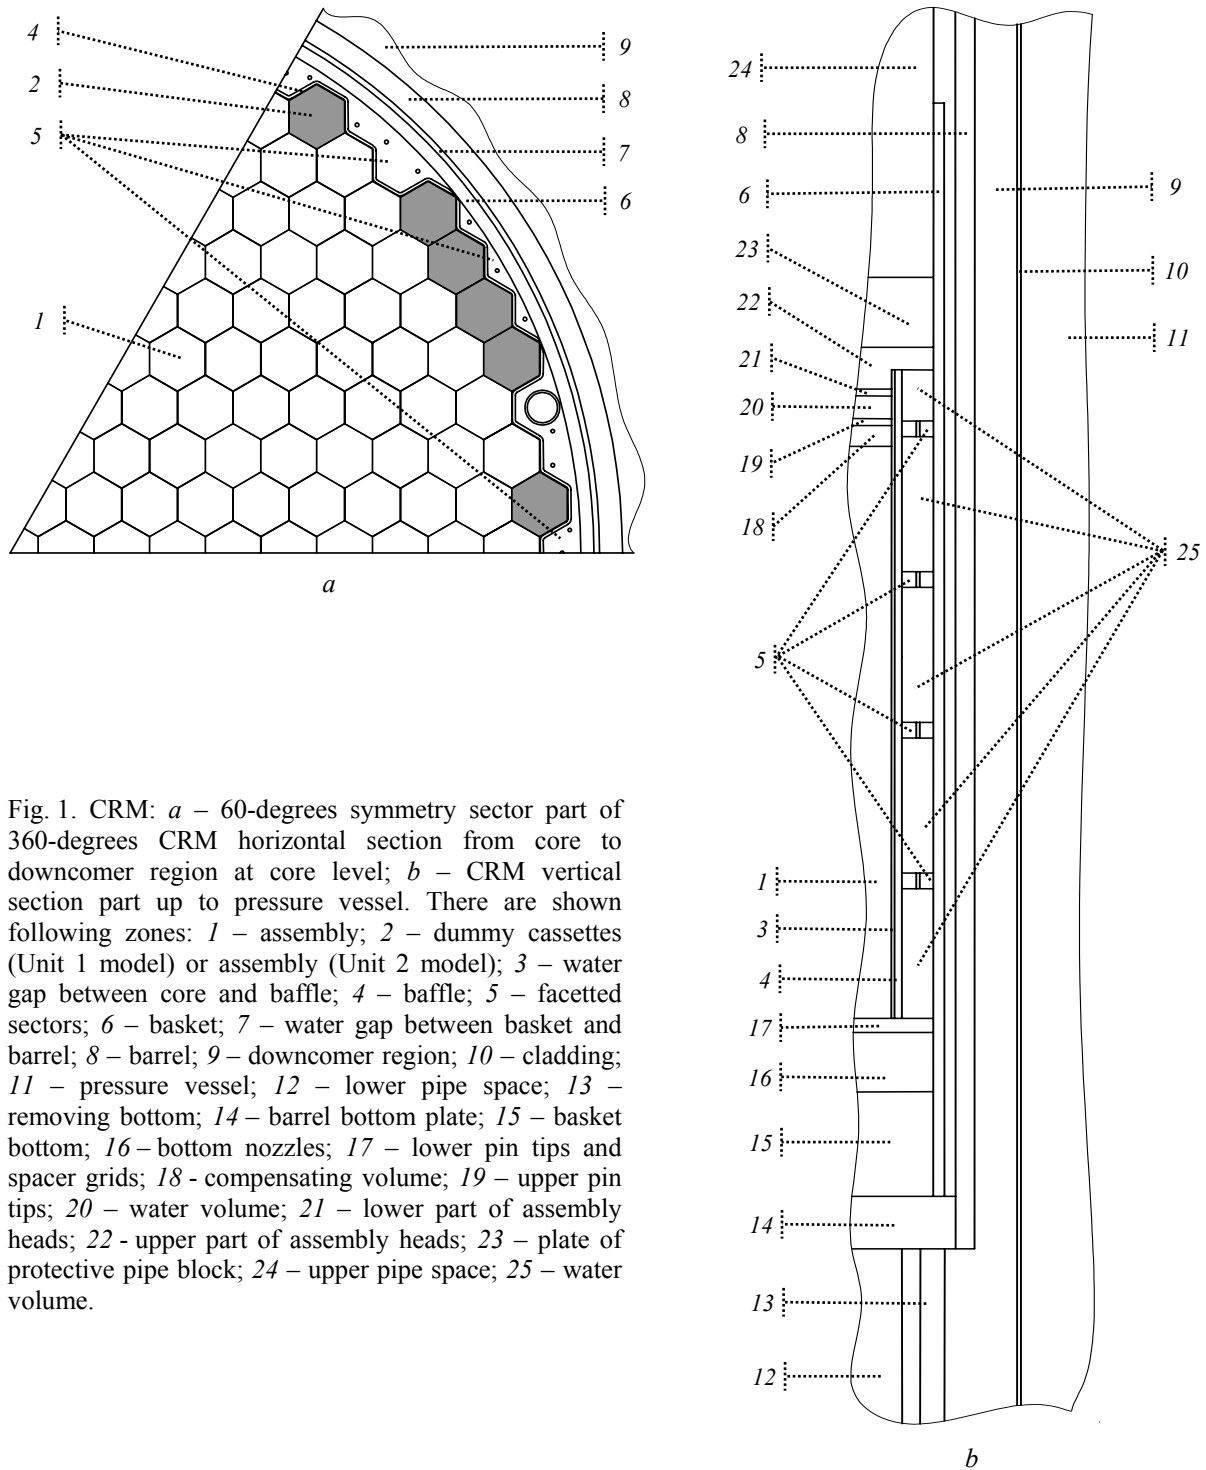 4
2
5
1
9
8
7
6
a
24
8
6
23
22
21
20
19
18
5
1
3
4
17
16
15
14
13
12
9
10
11
25
b
Fig. 1. CRM: a – 60-degrees symmetry sector part of
360-degrees CRM horizontal section from core to
downcomer region at core level; b – CRM vertical
section part up to pressure vessel. There are shown
following zones: 1 – assembly; 2 – dummy cassettes
(Unit 1 model) or assembly (Unit 2 model); 3 – water
gap between core and baffle; 4 – baffle; 5 – facetted
sectors; 6 – basket; 7 – water gap between basket and
barrel; 8 – barrel; 9 – downcomer region; 10 – cladding;
11 – pressure vessel; 12 – lower pipe space; 13 –
removing bottom; 14 – barrel bottom plate; 15 – basket
bottom; 16 – bottom nozzles; 17 – lower pin tips and
spacer grids; 18 - compensating volume; 19 – upper pin
tips; 20 – water volume; 21 – lower part of assembly
heads; 22 - upper part of assembly heads; 23 – plate of
protective pipe block; 24 – upper pipe space; 25 – water
volume.